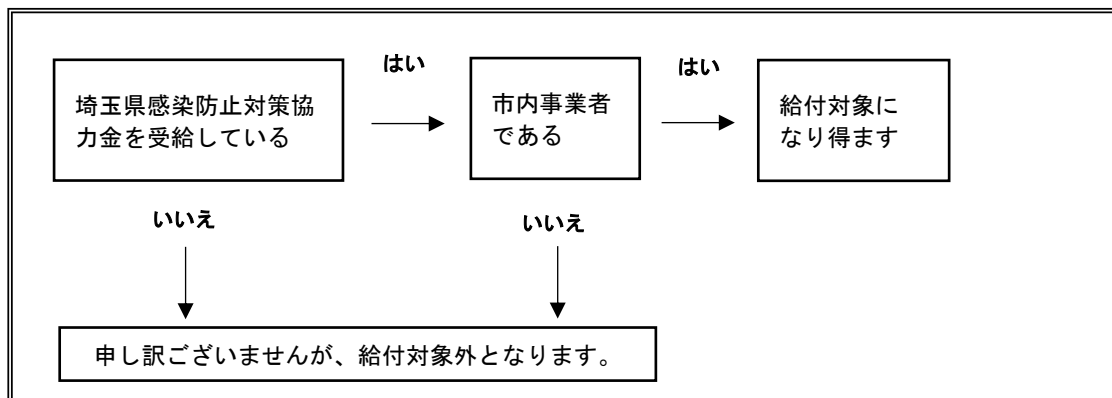 はい
はい
埼玉県感染防止対策協
力金を受給している
市内事業者
である
給付対象に
なり得ます
いいえ
いいえ
申し訳ございませんが、給付対象外となります。